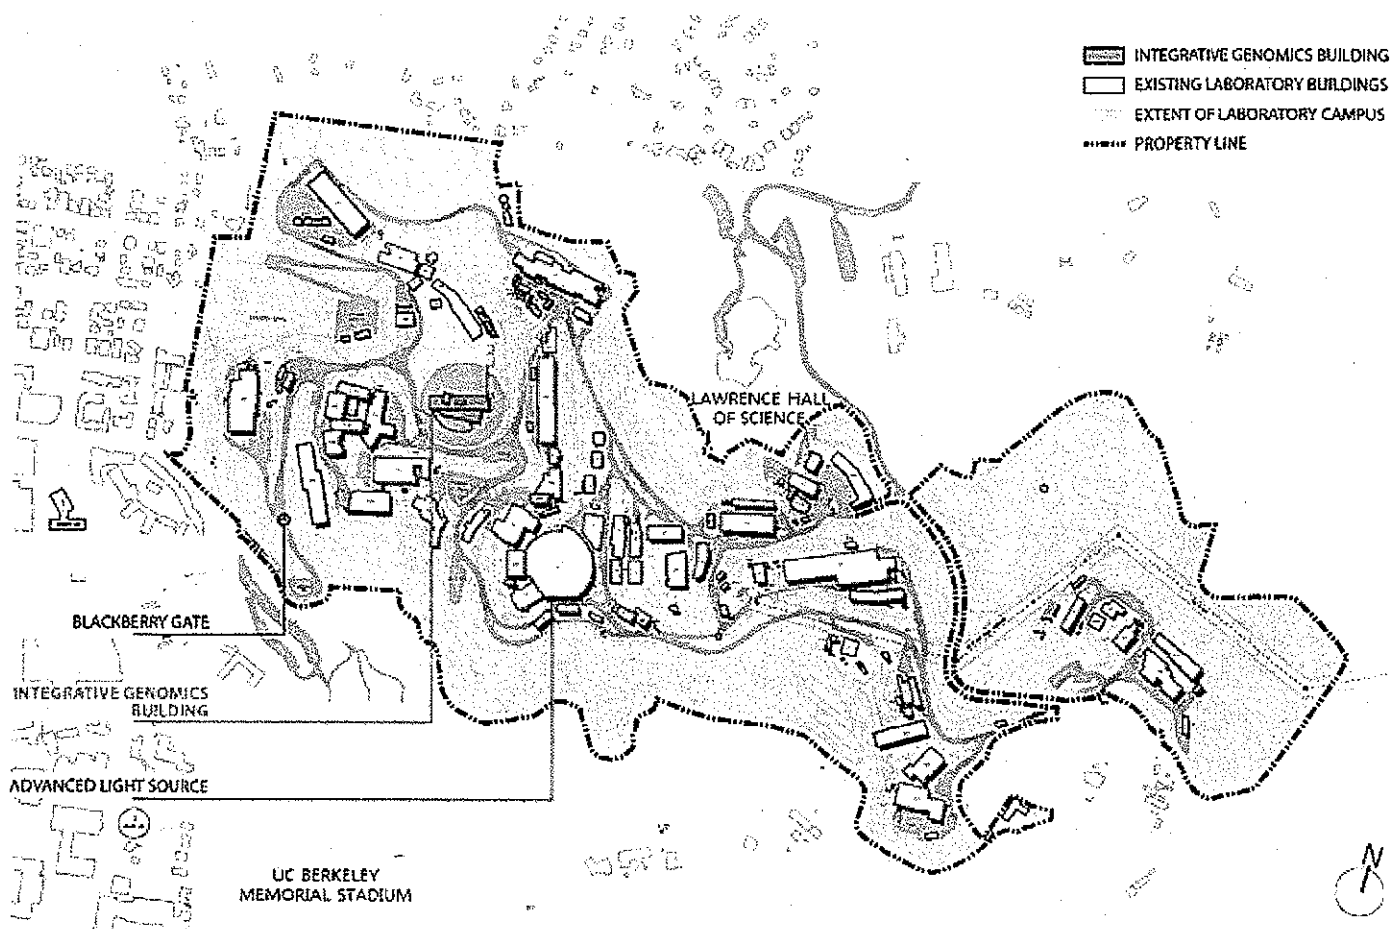 INTEGRATIVE GENOMICS BUILDING
EXISTING LABORATORY BUILDINGS
EXTENT OF LABORATORY CAMPUS
PROPERTY LINE
LAWRENCE HALL
OF SCIENCE
BLACKBERRY GATE
INTEGRATIVE GENOMICS
BUILDING
ADVANCED LIGHT SOURCE
UC BERKELEY
MEMORIAL STADIUM
N